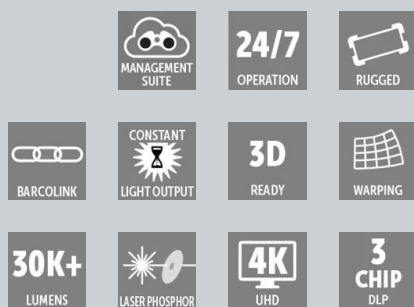 MANAGEMENT
SUITE
24/7
OPERATION
RUGGED
BARCOLINK
CONSTANT
LIGHT OUTPUT
3D
READY
WARPING
30K+
LUMENS
LASER PHOSPHOR
4K
UHD
3
CHIP
DLP